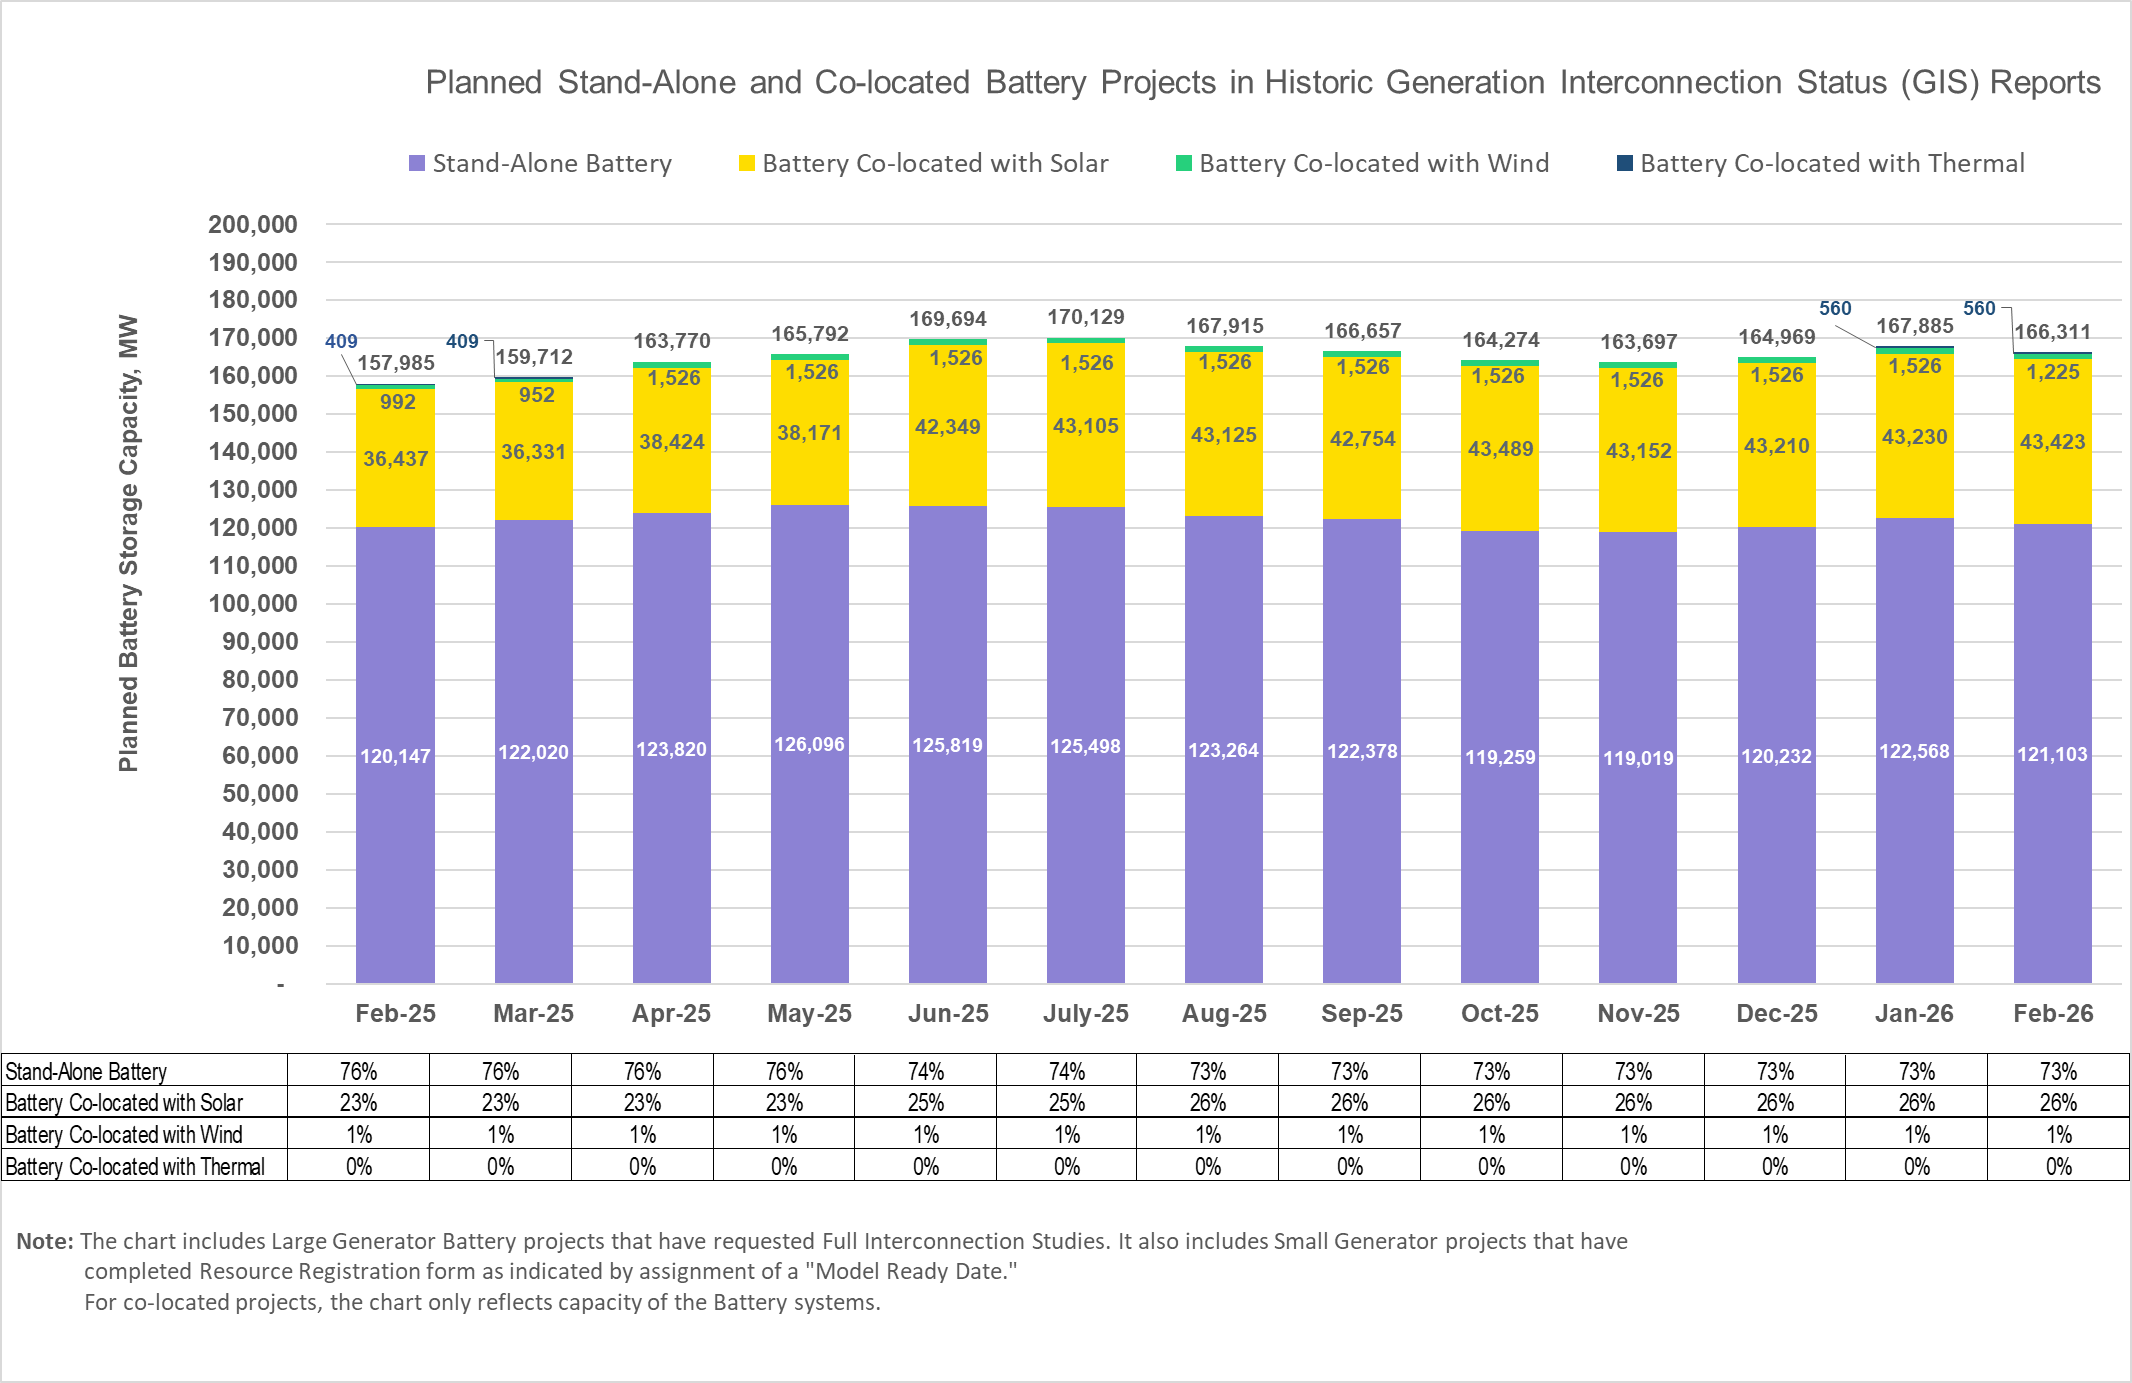 Planned Stand-Alone and Co-located Battery Projects in Historic Generation Interconnection Status (GIS) Reports
Stand-Alone Battery Battery Co-located with Solar Battery Co-located with Wind Battery Co-located with Thermal
Planned Battery Storage Capacity, MW
200,000
190,000
180,000
170,000
160,000
150,000
140,000
130,000
120,000
110,000
100,000
90,000
80,000
70,000
60,000
50,000
40,000
30,000
20,000
10,000
-
409 409 560 560
157,985 159,712 163,770 165,792 169,694 170,129 167,915 166,657 164,274 163,697 164,969 167,885 166,311
992 952 1,526 1,526 1,526 1,526 1,526 1,526 1,526 1,526 1,526 1,526 1,225
36,437 36,331 38,424 38,171 42,349 43,105 43,125 42,754 43,489 43,152 43,210 43,230 43,423
120,147 122,020 123,820 126,096 125,819 125,498 123,264 122,378 119,259 119,019 120,232 122,568 121,103
Feb-25 Mar-25 Apr-25 May-25 Jun-25 July-25 Aug-25 Sep-25 Oct-25 Nov-25 Dec-25 Jan-26 Feb-26
Stand-Alone Battery 76% 76% 76% 76% 74% 74% 73% 73% 73% 73% 73% 73% 73%
Battery Co-located with Solar 23% 23% 23% 23% 25% 25% 26% 26% 26% 26% 26% 26% 26%
Battery Co-located with Wind 1% 1% 1% 1% 1% 1% 1% 1% 1% 1% 1% 1% 1%
Battery Co-located with Thermal 0% 0% 0% 0% 0% 0% 0% 0% 0% 0% 0% 0% 0%
Note: The chart includes Large Generator Battery projects that have requested Full Interconnection Studies. It also includes Small Generator projects that have
completed Resource Registration form as indicated by assignment of a "Model Ready Date."
For co-located projects, the chart only reflects capacity of the Battery systems.